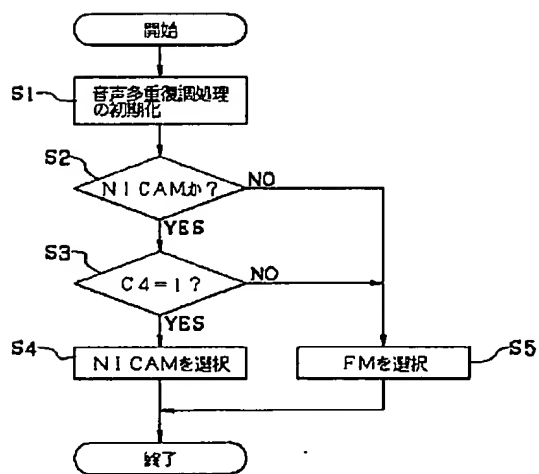 開始
S1
音声多重復調処理
の初期化
S2
NICAMか?
NO
YES
S3
C4=1?
NO
YES
S4
NICAMを選択
FMを選択
S5
終了